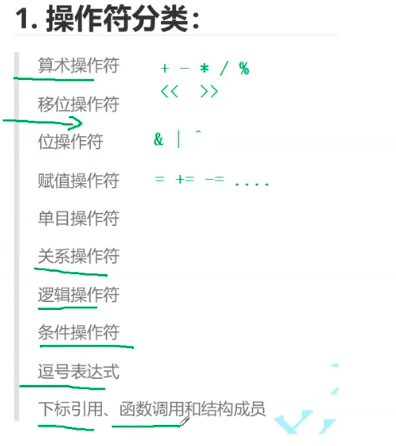 1. 操作符分类：
算术操作符 + - * / %
移位操作符 << >>
位操作符 & | ^
赋值操作符 = += -= ....
单目操作符
关系操作符
逻辑操作符
条件操作符
逗号表达式
下标引用、函数调用和结构成员